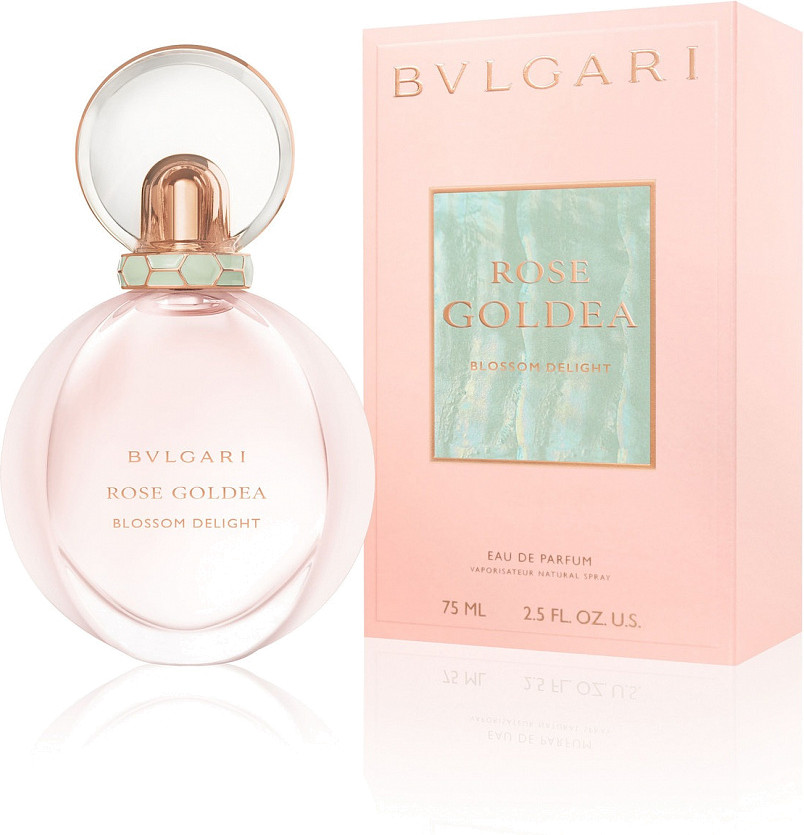 BVLGARI
ROSE GOLDEA
BLOSSOM DELIGHT
BVLGARI
ROSE
GOLDEA
BLOSSOM DELIGHT
EAU DE PARFUM
VAPORISATEUR NATURAL SPRAY
75 ML 2.5 FL. OZ. U.S.